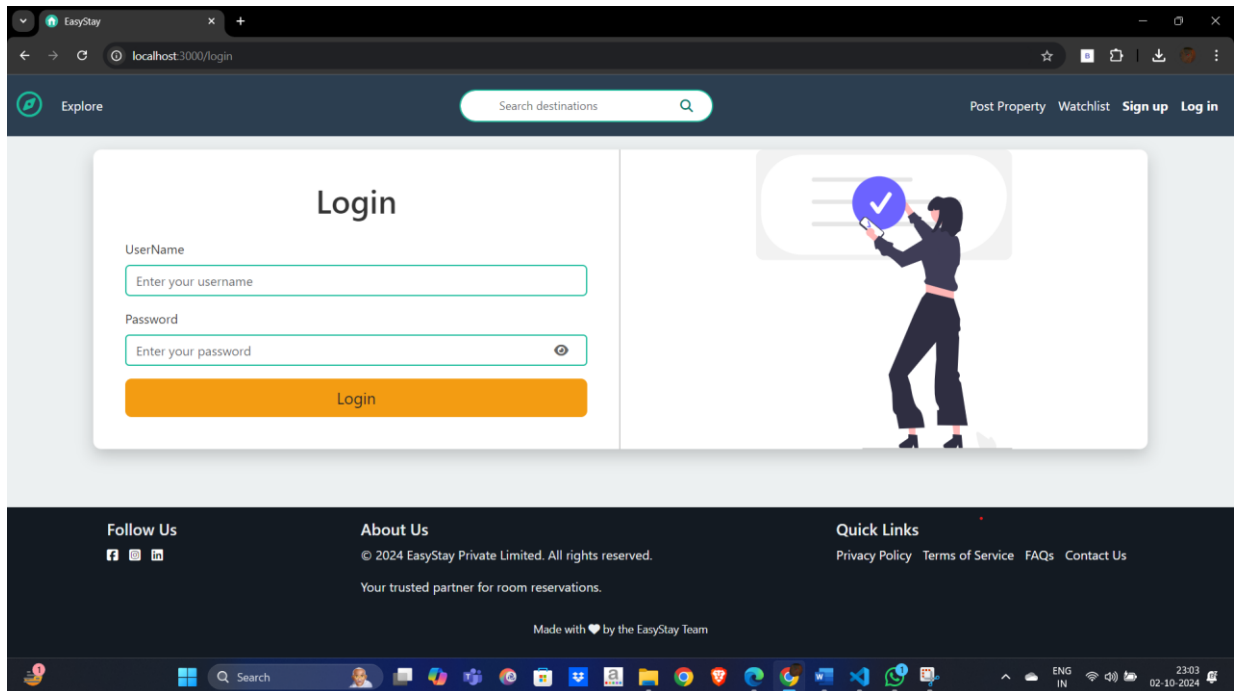 EasyStay
localhost:3000/login
Explore
Search destinations
Post Property Watchlist Sign up Log in
Login
UserName
Enter your username
Password
Enter your password
Login
Follow Us
About Us
© 2024 EasyStay Private Limited. All rights reserved.
Your trusted partner for room reservations.
Quick Links
Privacy Policy Terms of Service FAQs Contact Us
Made with 🤍 by the EasyStay Team
1
Search
1
ENG
IN
23:03
02-10-2024